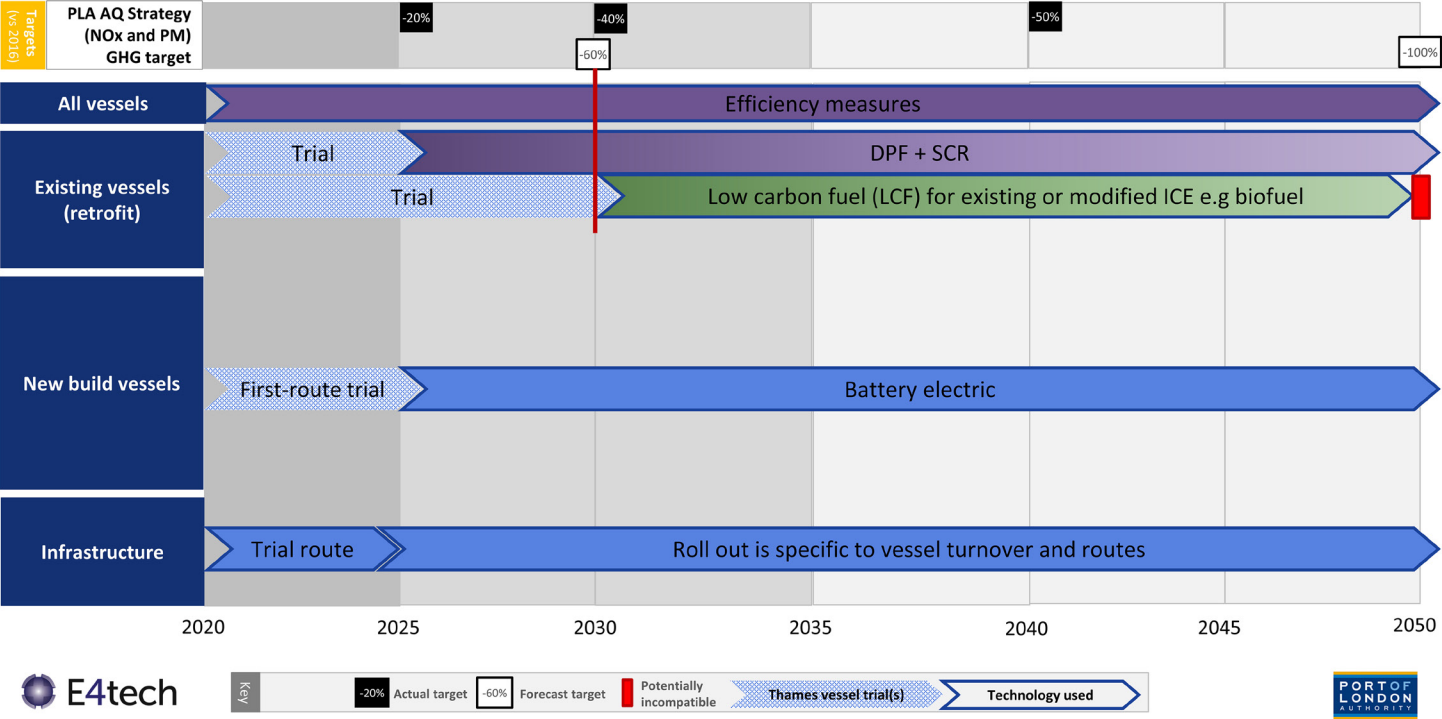 Targets
(vs 2016)
PLA AQ Strategy
(NOx and PM)
GHG target
-20%
-40%
-60%
-50%
-100%
All vessels
Efficiency measures
Existing vessels
(retrofit)
Trial
DPF + SCR
Trial
Low carbon fuel (LCF) for existing or modified ICE e.g biofuel
New build vessels
First-route trial
Battery electric
Infrastructure
Trial route
Roll out is specific to vessel turnover and routes
2020
2025
2030
2035
2040
2045
2050
E4tech
Key
-20%
Actual target
-60%
Forecast target
Potentially
incompatible
Thames vessel trial(s)
Technology used
PORT OF
LONDON
AUTHORITY